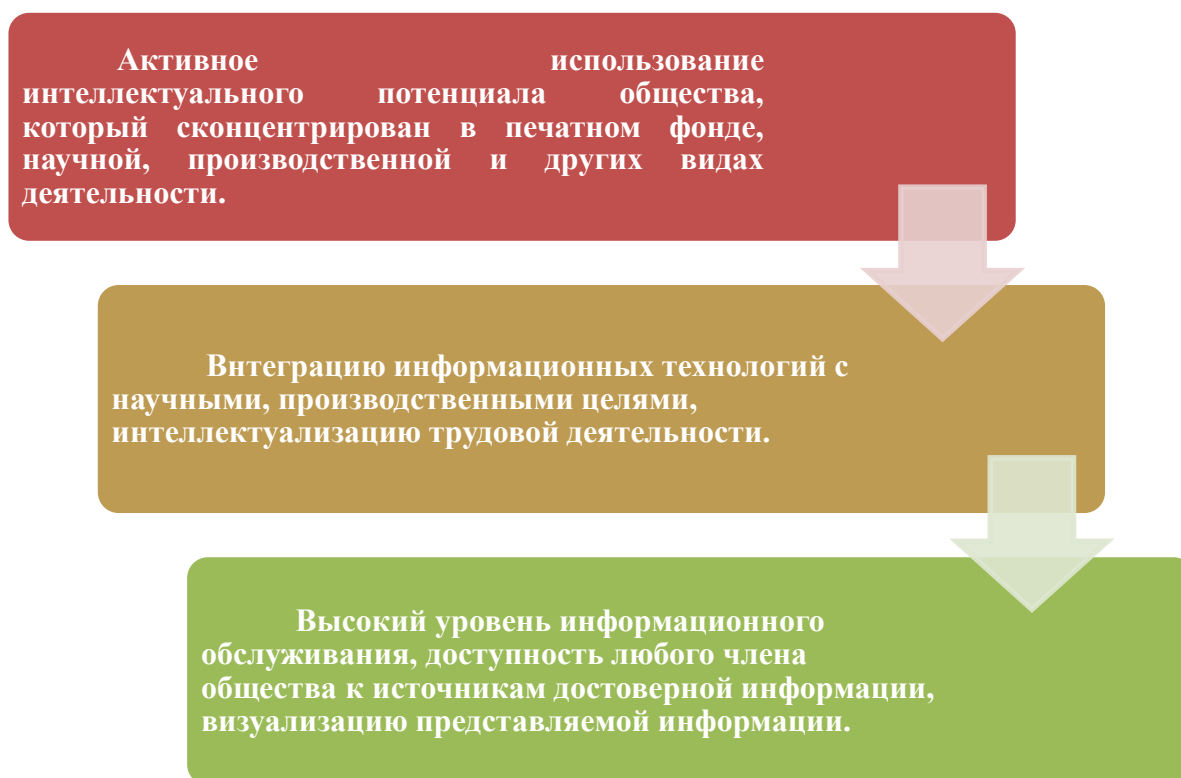 Активное использование
интеллектуального потенциала общества,
который сконцентрирован в печатном фонде,
научной, производственной и других видах
деятельности.
Внтеграцию информационных технологий с
научными, производственными целями,
интеллектуализацию трудовой деятельности.
Высокий уровень информационного
обслуживания, доступность любого члена
общества к источникам достоверной информации,
визуализацию представляемой информации.